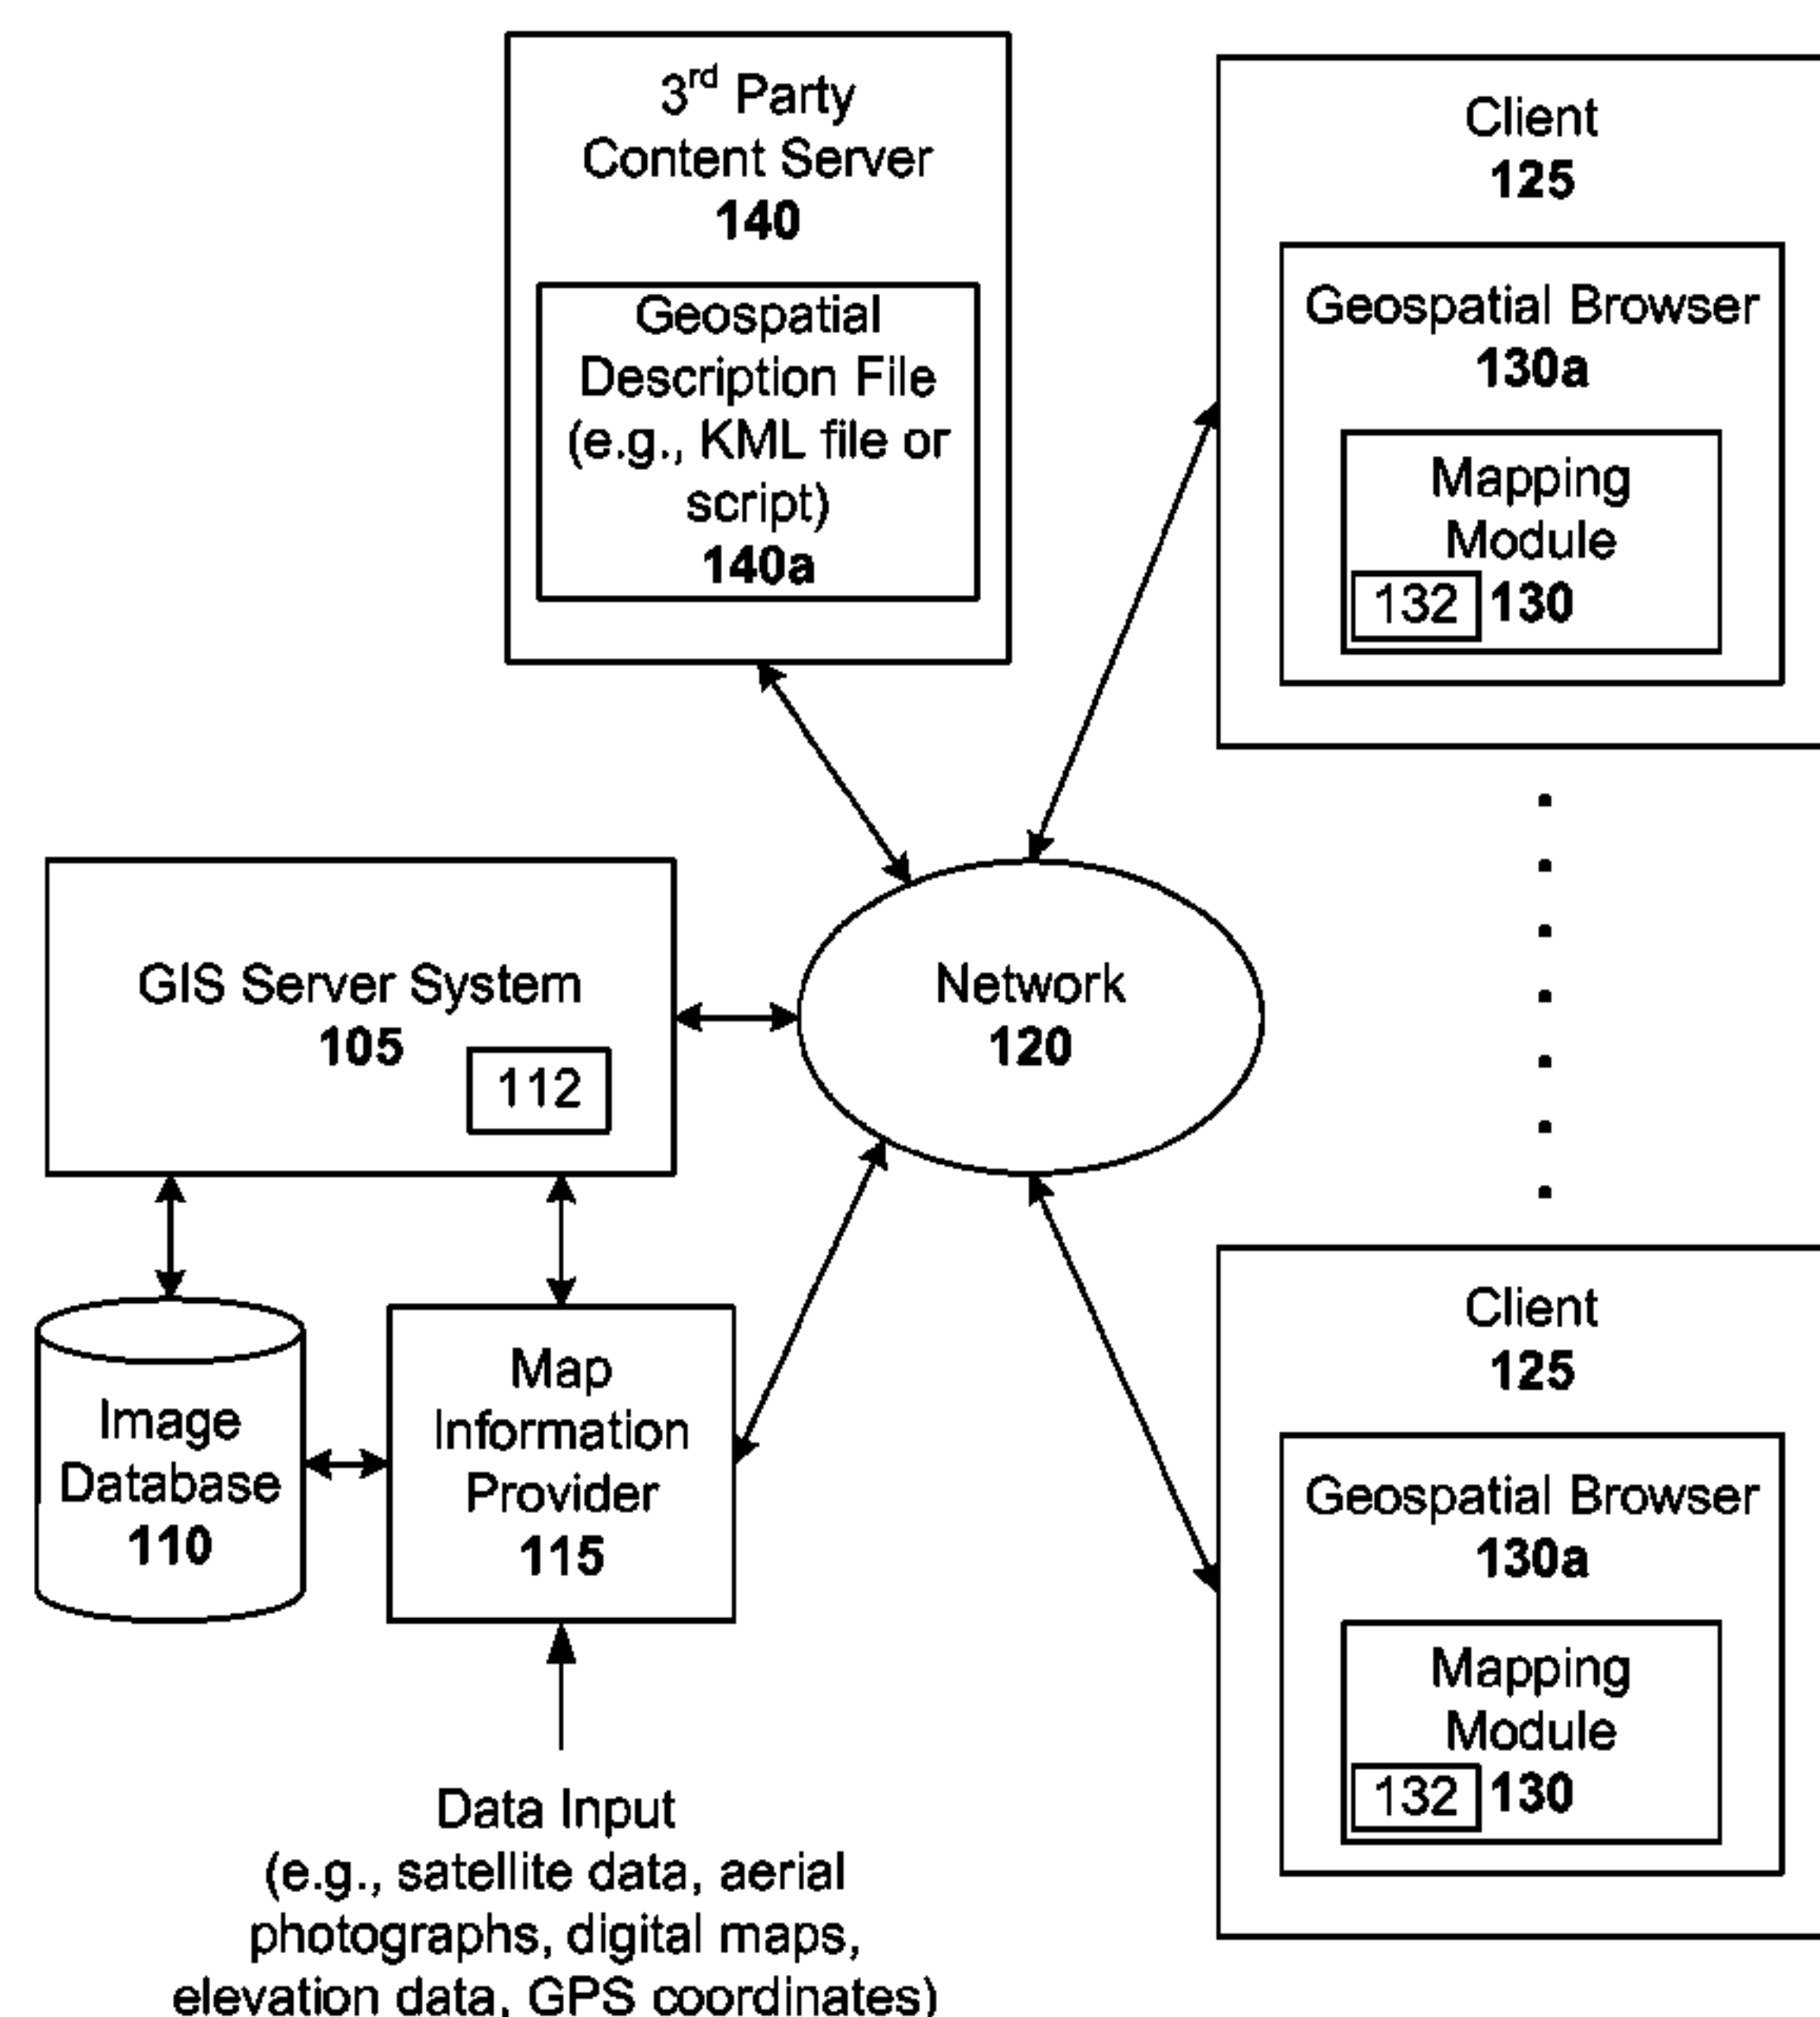 3rd Party
Content Server
140
Geospatial
Description File
(e.g., KML file or
script)
140a
Client
125
Geospatial Browser
130a
Mapping
Module
132 130
GIS Server System
105
112
Network
120
Image
Database
110
Map
Information
Provider
115
Client
125
Geospatial Browser
130a
Mapping
Module
132 130
Data Input
(e.g., satellite data, aerial
photographs, digital maps,
elevation data, GPS coordinates)